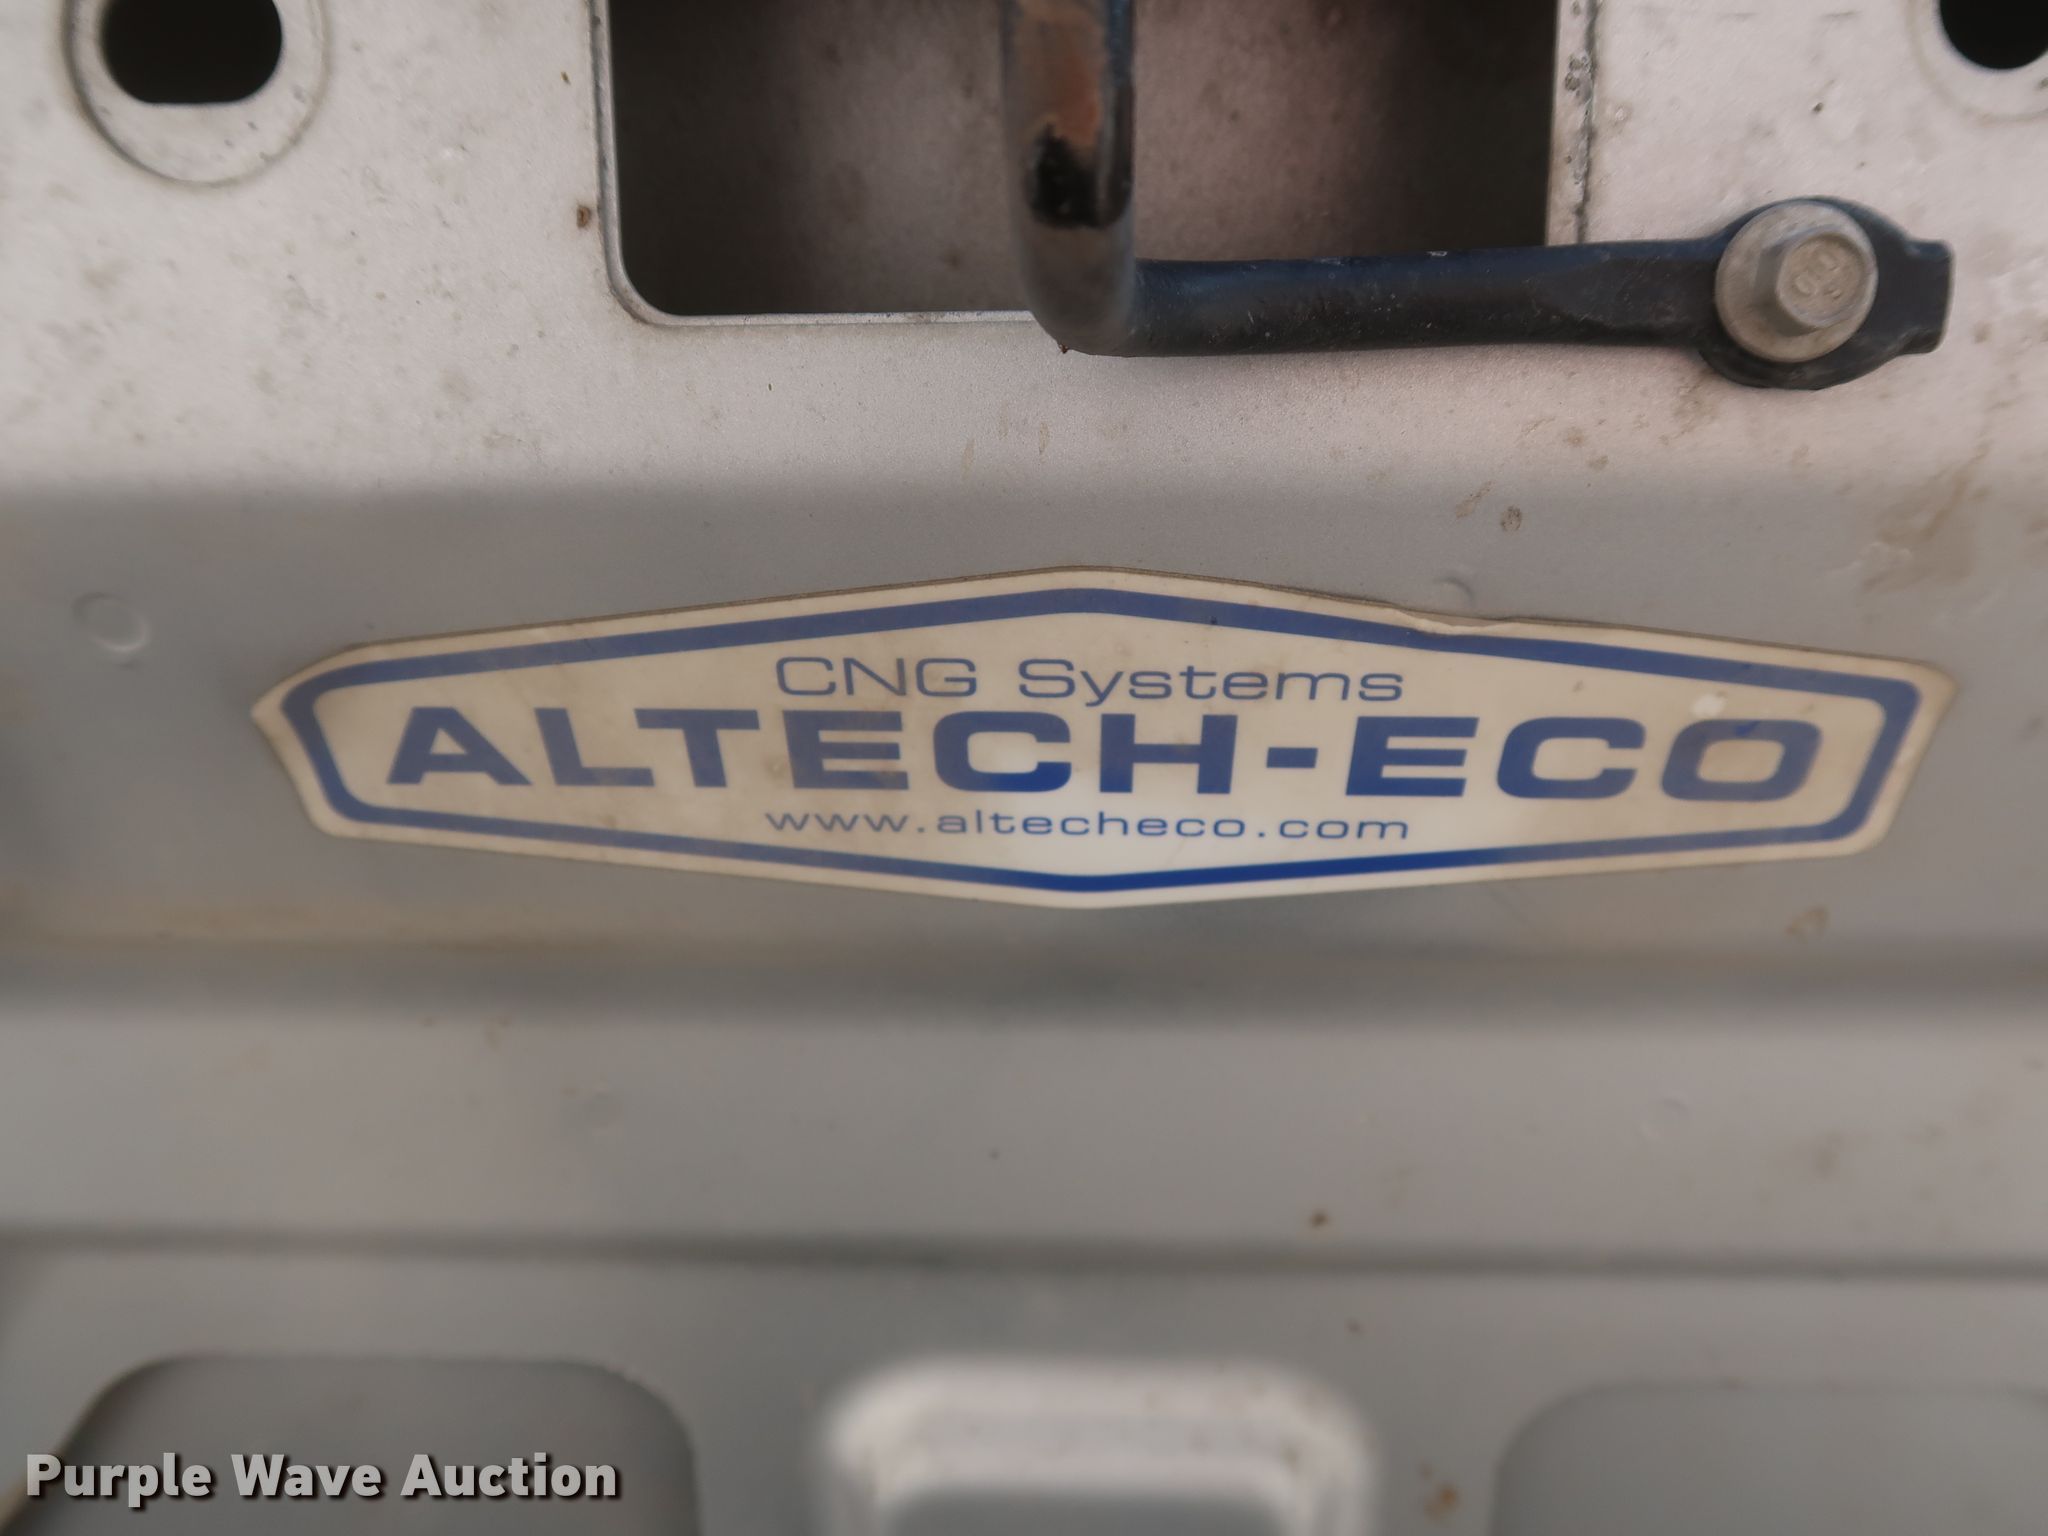 CNG Systems
ALTECH-ECO
www.altecheco.com
Purple Wave Auction